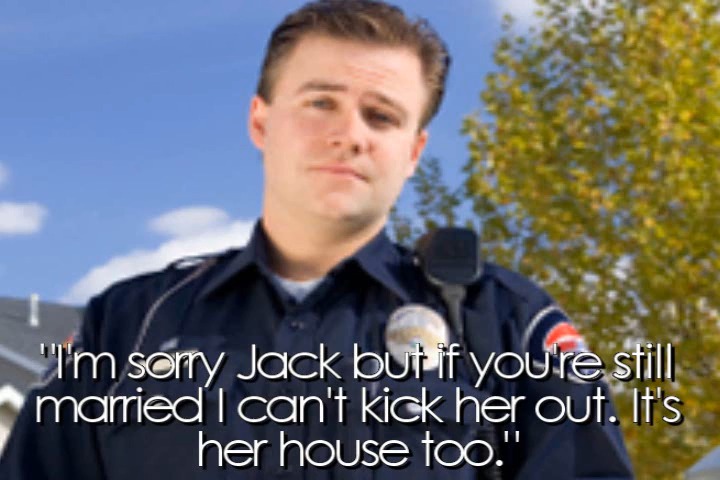 "I'm sorry Jack but if you're still
married I can't kick her out. It's
her house too."